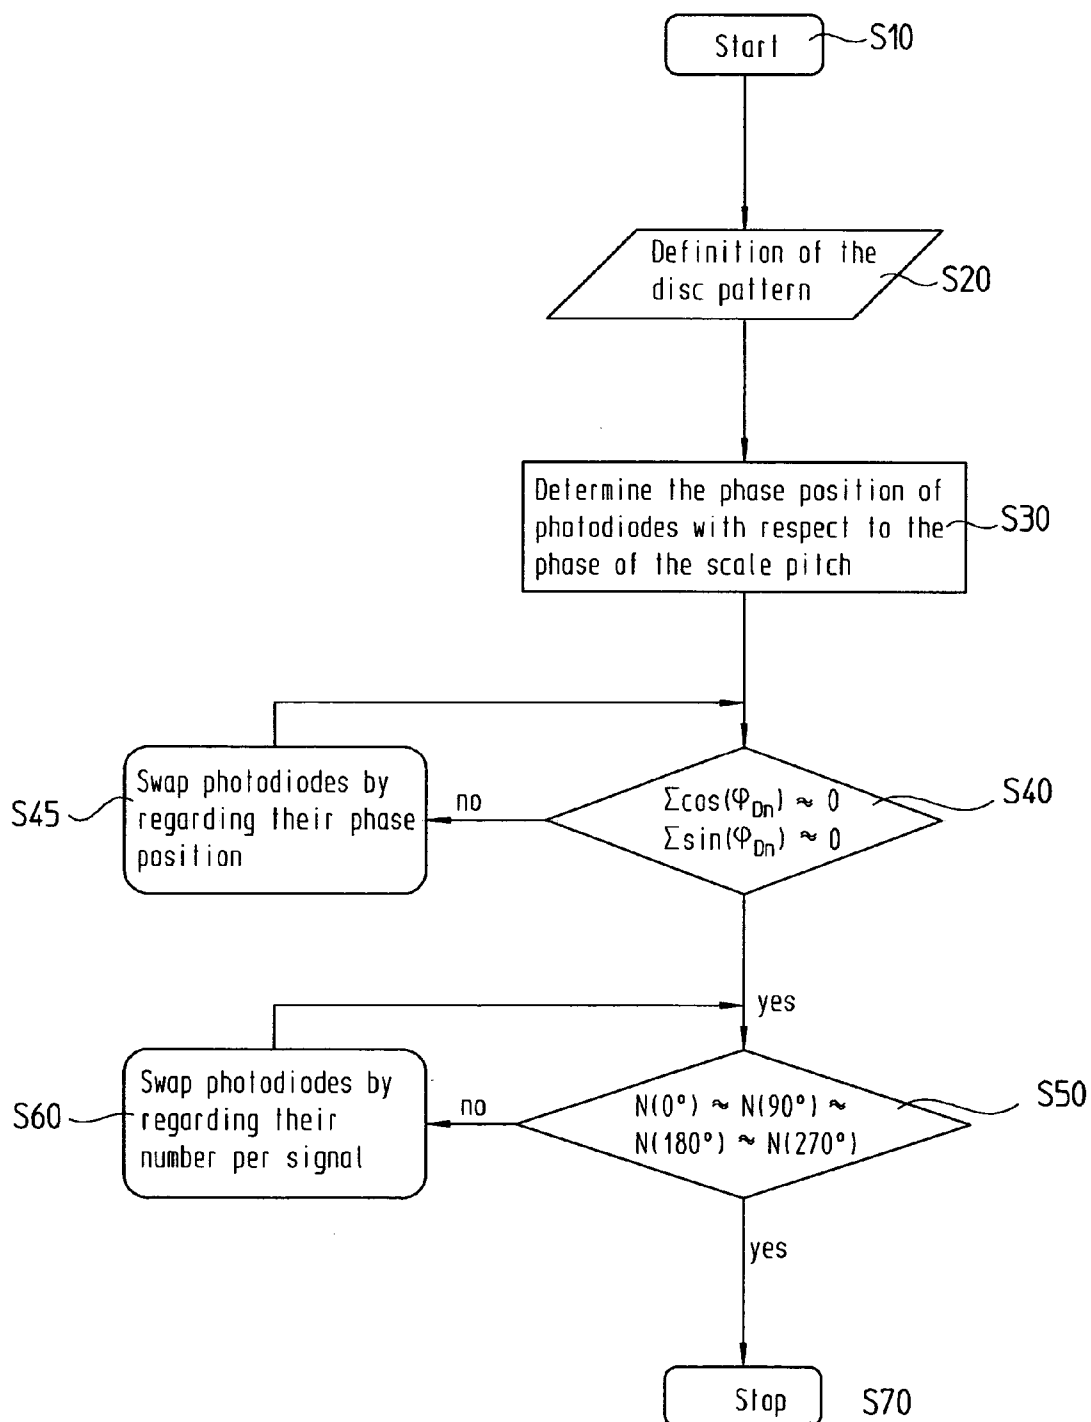 Start
S10
Definition of the
disc pattern
S20
Determine the phase position of
photodiodes with respect to the
phase of the scale pitch
S30
Swap photodiodes by
regarding their phase
position
S45
no
Σcos(φDn) ≈ 0
Σsin(φDn) ≈ 0
S40
yes
Swap photodiodes by
regarding their
number per signal
S60
no
N(0°) ≈ N(90°) ≈
N(180°) ≈ N(270°)
S50
yes
Stop
S70